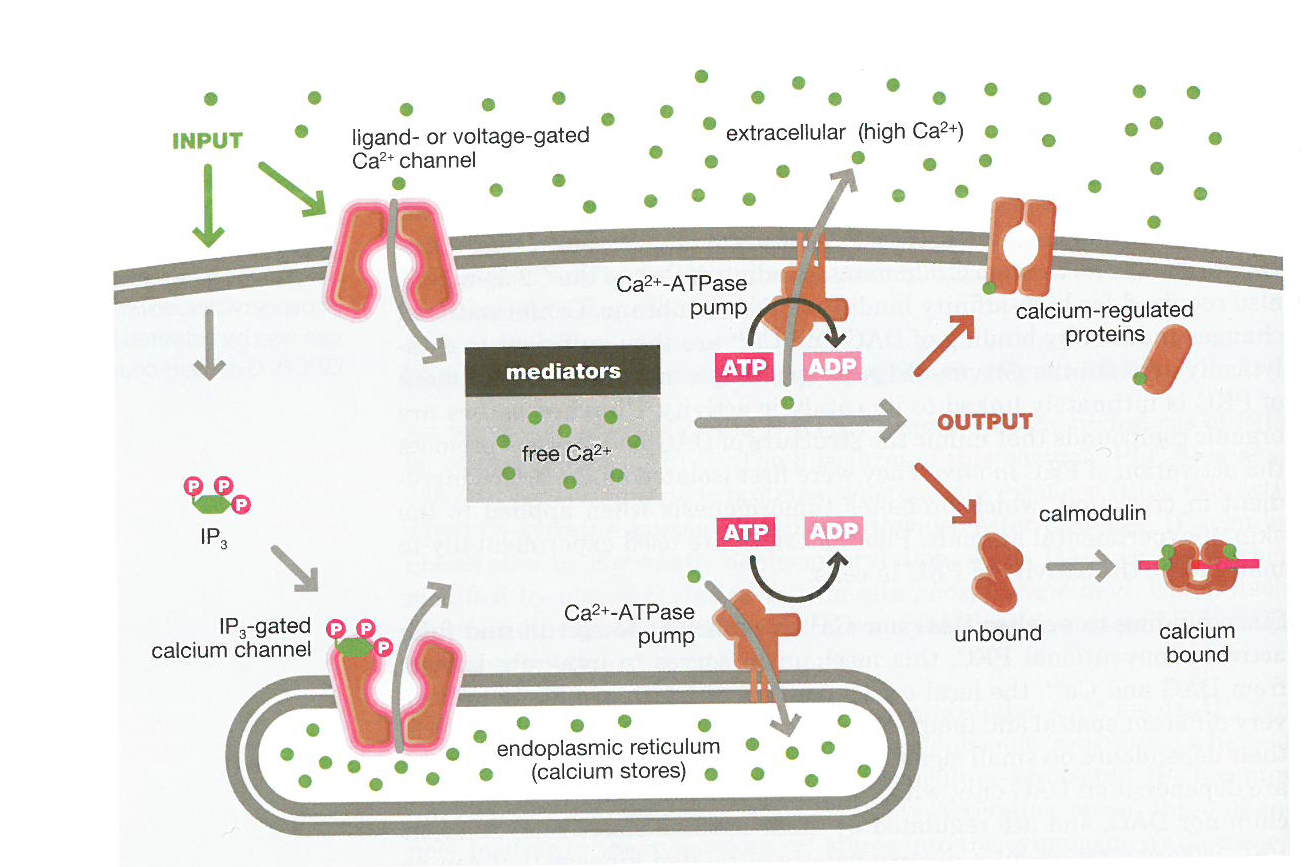 INPUT
ligand- or voltage-gated
Ca²⁺ channel
extracellular (high Ca²⁺)
Ca²⁺-ATPase
pump
ATP
ADP
calcium-regulated
proteins
mediators
free Ca²⁺
OUTPUT
P P
P
IP₃
ATP
ADP
calmodulin
IP₃-gated
calcium channel
P P
P
Ca²⁺-ATPase
pump
unbound
calcium
bound
endoplasmic reticulum
(calcium stores)